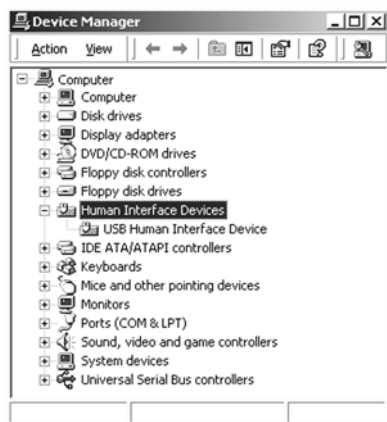 Device Manager
Action View
Computer
Computer
Disk drives
Display adapters
DVD/CD-ROM drives
Floppy disk controllers
Floppy disk drives
Human Interface Devices
USB Human Interface Device
IDE ATA/ATAPI controllers
Keyboards
Mice and other pointing devices
Monitors
Ports (COM & LPT)
Sound, video and game controllers
System devices
Universal Serial Bus controllers